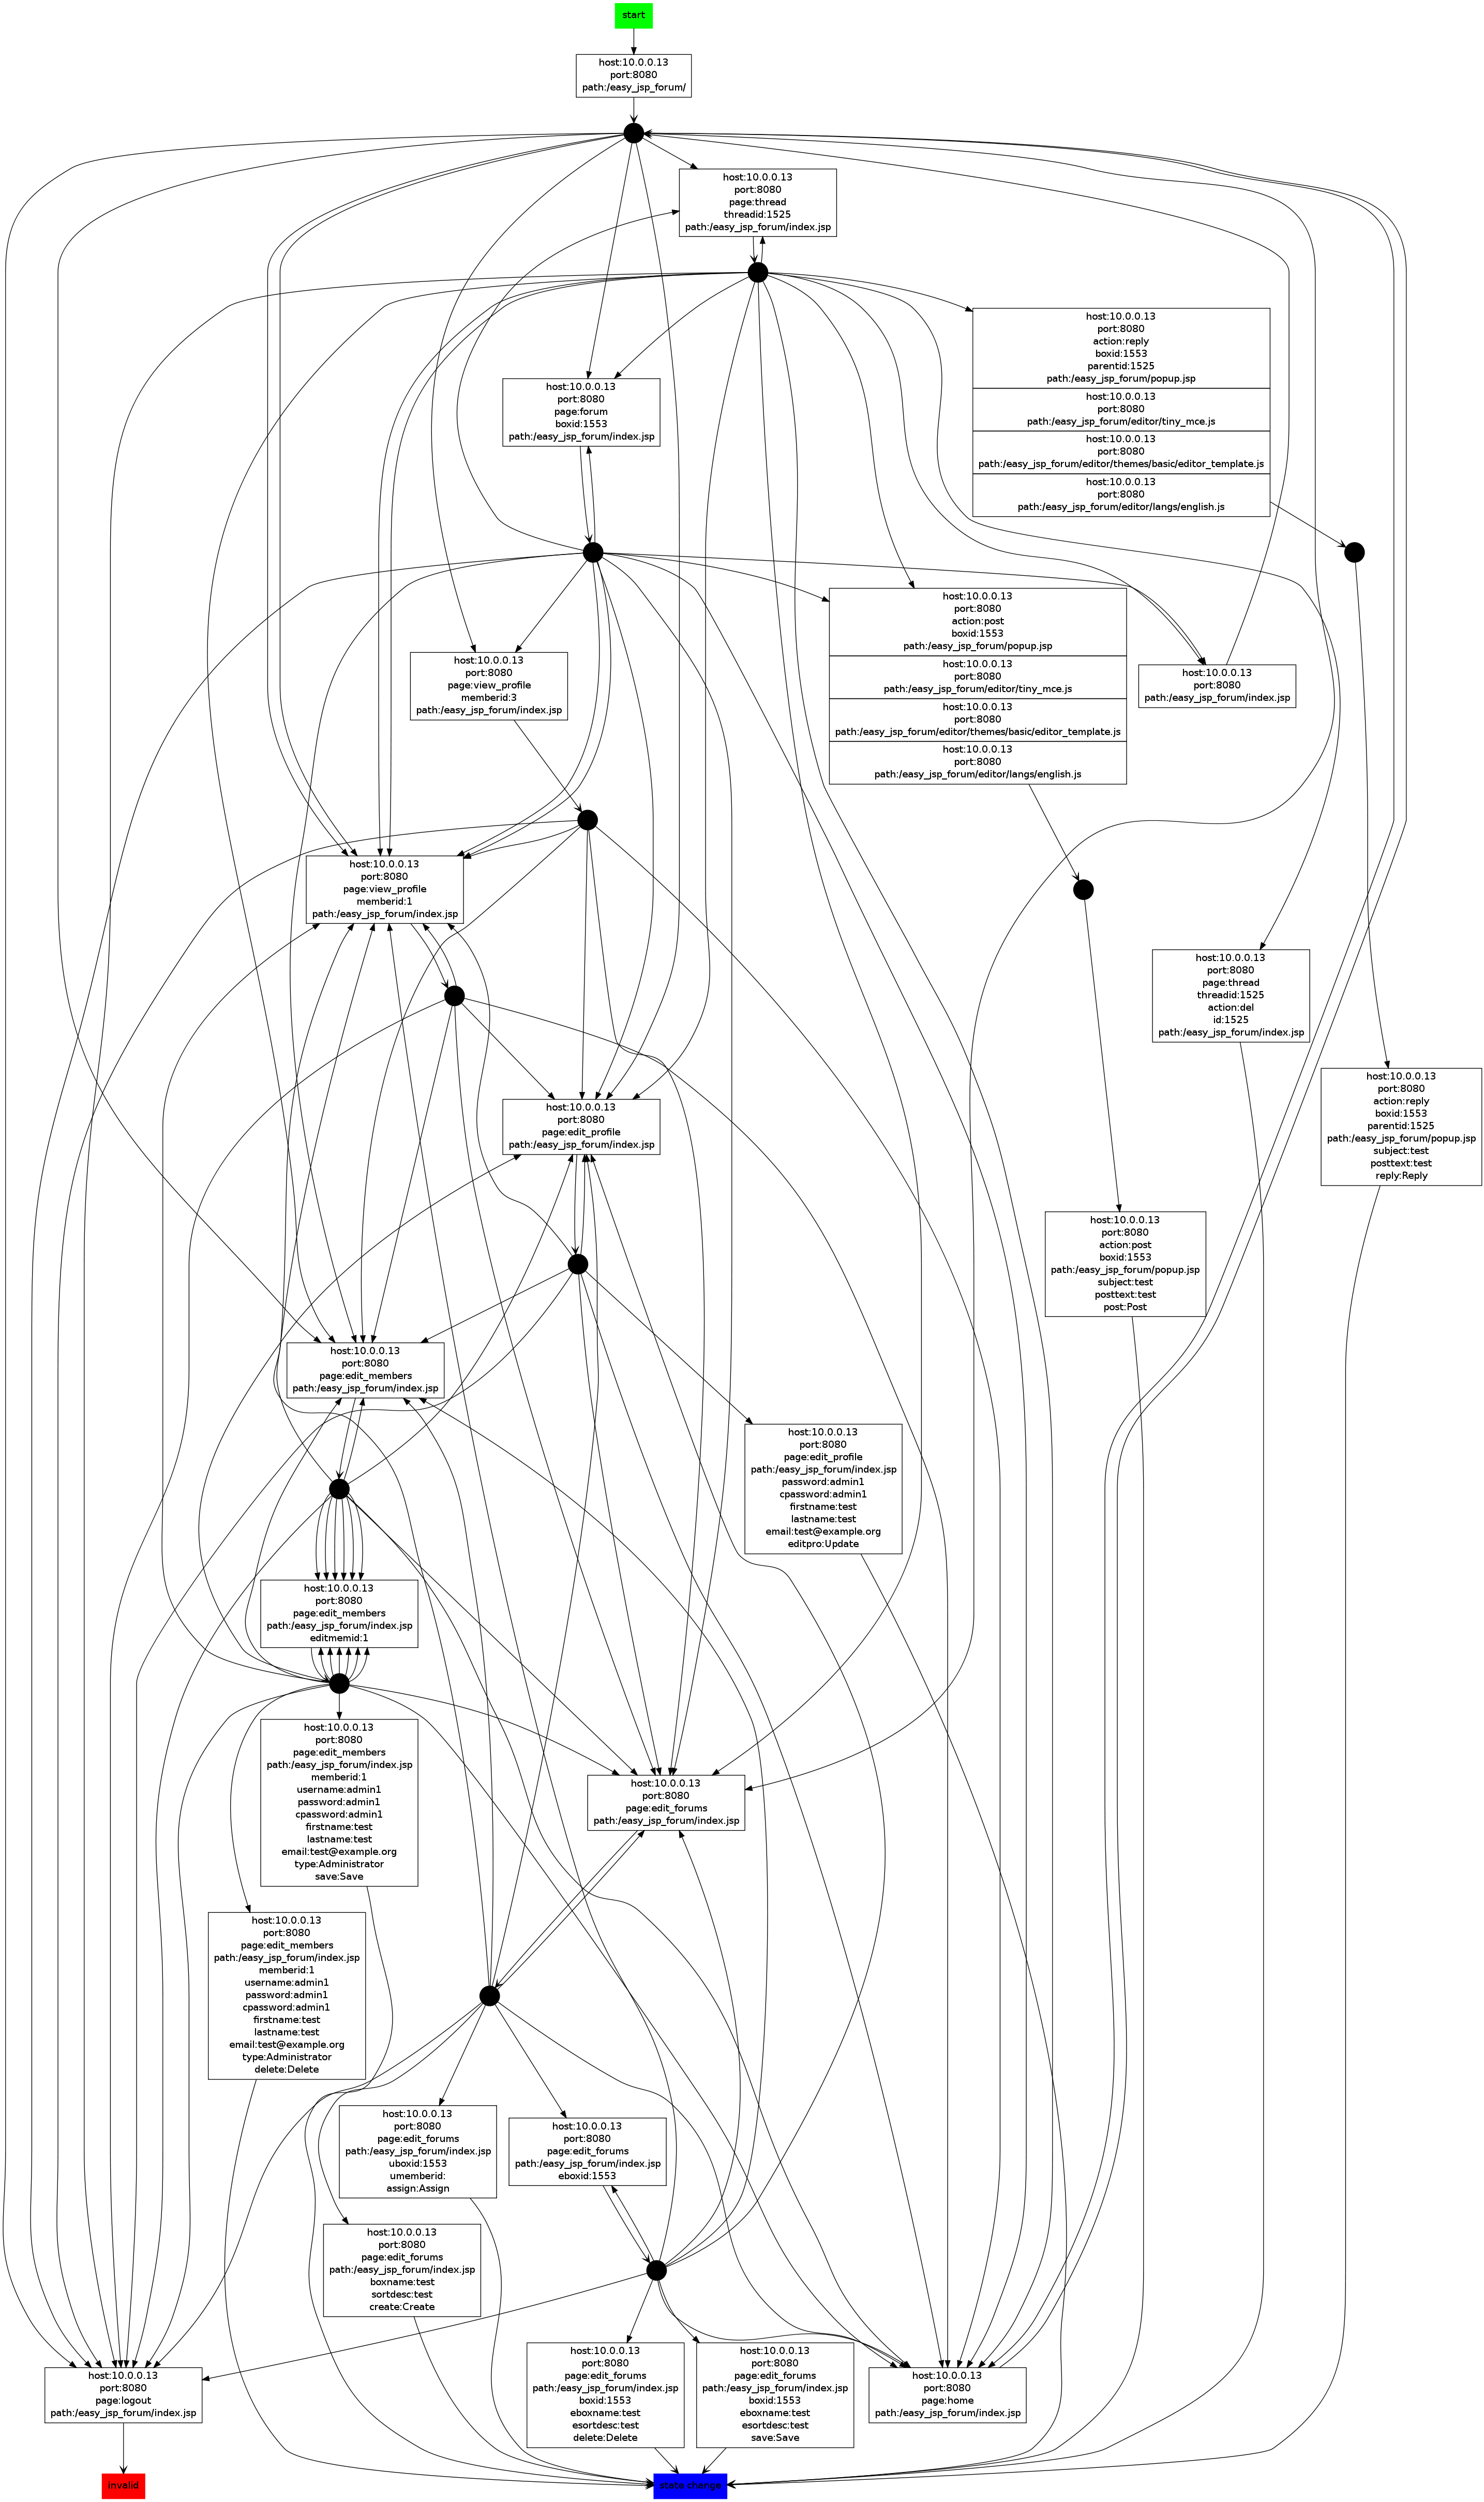 start
host:10.0.0.13
port:8080
path:/easy_jsp_forum/
host:10.0.0.13
port:8080
page:thread
threadid:1525
path:/easy_jsp_forum/index.jsp
host:10.0.0.13
port:8080
action:reply
boxid:1553
parentid:1525
path:/easy_jsp_forum/popup.jsp
host:10.0.0.13
port:8080
path:/easy_jsp_forum/editor/tiny_mce.js
host:10.0.0.13
port:8080
path:/easy_jsp_forum/editor/themes/basic/editor_template.js
host:10.0.0.13
port:8080
path:/easy_jsp_forum/editor/langs/english.js
host:10.0.0.13
port:8080
page:forum
boxid:1553
path:/easy_jsp_forum/index.jsp
host:10.0.0.13
port:8080
action:post
boxid:1553
path:/easy_jsp_forum/popup.jsp
host:10.0.0.13
port:8080
path:/easy_jsp_forum/editor/tiny_mce.js
host:10.0.0.13
port:8080
path:/easy_jsp_forum/editor/themes/basic/editor_template.js
host:10.0.0.13
port:8080
path:/easy_jsp_forum/editor/langs/english.js
host:10.0.0.13
port:8080
page:view_profile
memberid:3
path:/easy_jsp_forum/index.jsp
host:10.0.0.13
port:8080
path:/easy_jsp_forum/index.jsp
host:10.0.0.13
port:8080
page:view_profile
memberid:1
path:/easy_jsp_forum/index.jsp
host:10.0.0.13
port:8080
page:thread
threadid:1525
action:del
id:1525
path:/easy_jsp_forum/index.jsp
host:10.0.0.13
port:8080
action:reply
boxid:1553
parentid:1525
path:/easy_jsp_forum/popup.jsp
subject:test
posttext:test
reply:Reply
host:10.0.0.13
port:8080
page:edit_profile
path:/easy_jsp_forum/index.jsp
host:10.0.0.13
port:8080
action:post
boxid:1553
path:/easy_jsp_forum/popup.jsp
subject:test
posttext:test
post:Post
host:10.0.0.13
port:8080
page:edit_members
path:/easy_jsp_forum/index.jsp
host:10.0.0.13
port:8080
page:edit_profile
path:/easy_jsp_forum/index.jsp
password:admin1
cpassword:admin1
firstname:test
lastname:test
email:test@example.org
editpro:Update
host:10.0.0.13
port:8080
page:edit_members
path:/easy_jsp_forum/index.jsp
editmemid:1
host:10.0.0.13
port:8080
page:edit_members
path:/easy_jsp_forum/index.jsp
memberid:1
username:admin1
password:admin1
cpassword:admin1
firstname:test
lastname:test
email:test@example.org
type:Administrator
save:Save
host:10.0.0.13
port:8080
page:edit_forums
path:/easy_jsp_forum/index.jsp
host:10.0.0.13
port:8080
page:edit_members
path:/easy_jsp_forum/index.jsp
memberid:1
username:admin1
password:admin1
cpassword:admin1
firstname:test
lastname:test
email:test@example.org
type:Administrator
delete:Delete
host:10.0.0.13
port:8080
page:edit_forums
path:/easy_jsp_forum/index.jsp
uboxid:1553
umemberid:
assign:Assign
host:10.0.0.13
port:8080
page:edit_forums
path:/easy_jsp_forum/index.jsp
eboxid:1553
host:10.0.0.13
port:8080
page:edit_forums
path:/easy_jsp_forum/index.jsp
boxname:test
sortdesc:test
create:Create
host:10.0.0.13
port:8080
page:logout
path:/easy_jsp_forum/index.jsp
host:10.0.0.13
port:8080
page:edit_forums
path:/easy_jsp_forum/index.jsp
boxid:1553
eboxname:test
esortdesc:test
delete:Delete
host:10.0.0.13
port:8080
page:edit_forums
path:/easy_jsp_forum/index.jsp
boxid:1553
eboxname:test
esortdesc:test
save:Save
host:10.0.0.13
port:8080
page:home
path:/easy_jsp_forum/index.jsp
invalid
state change